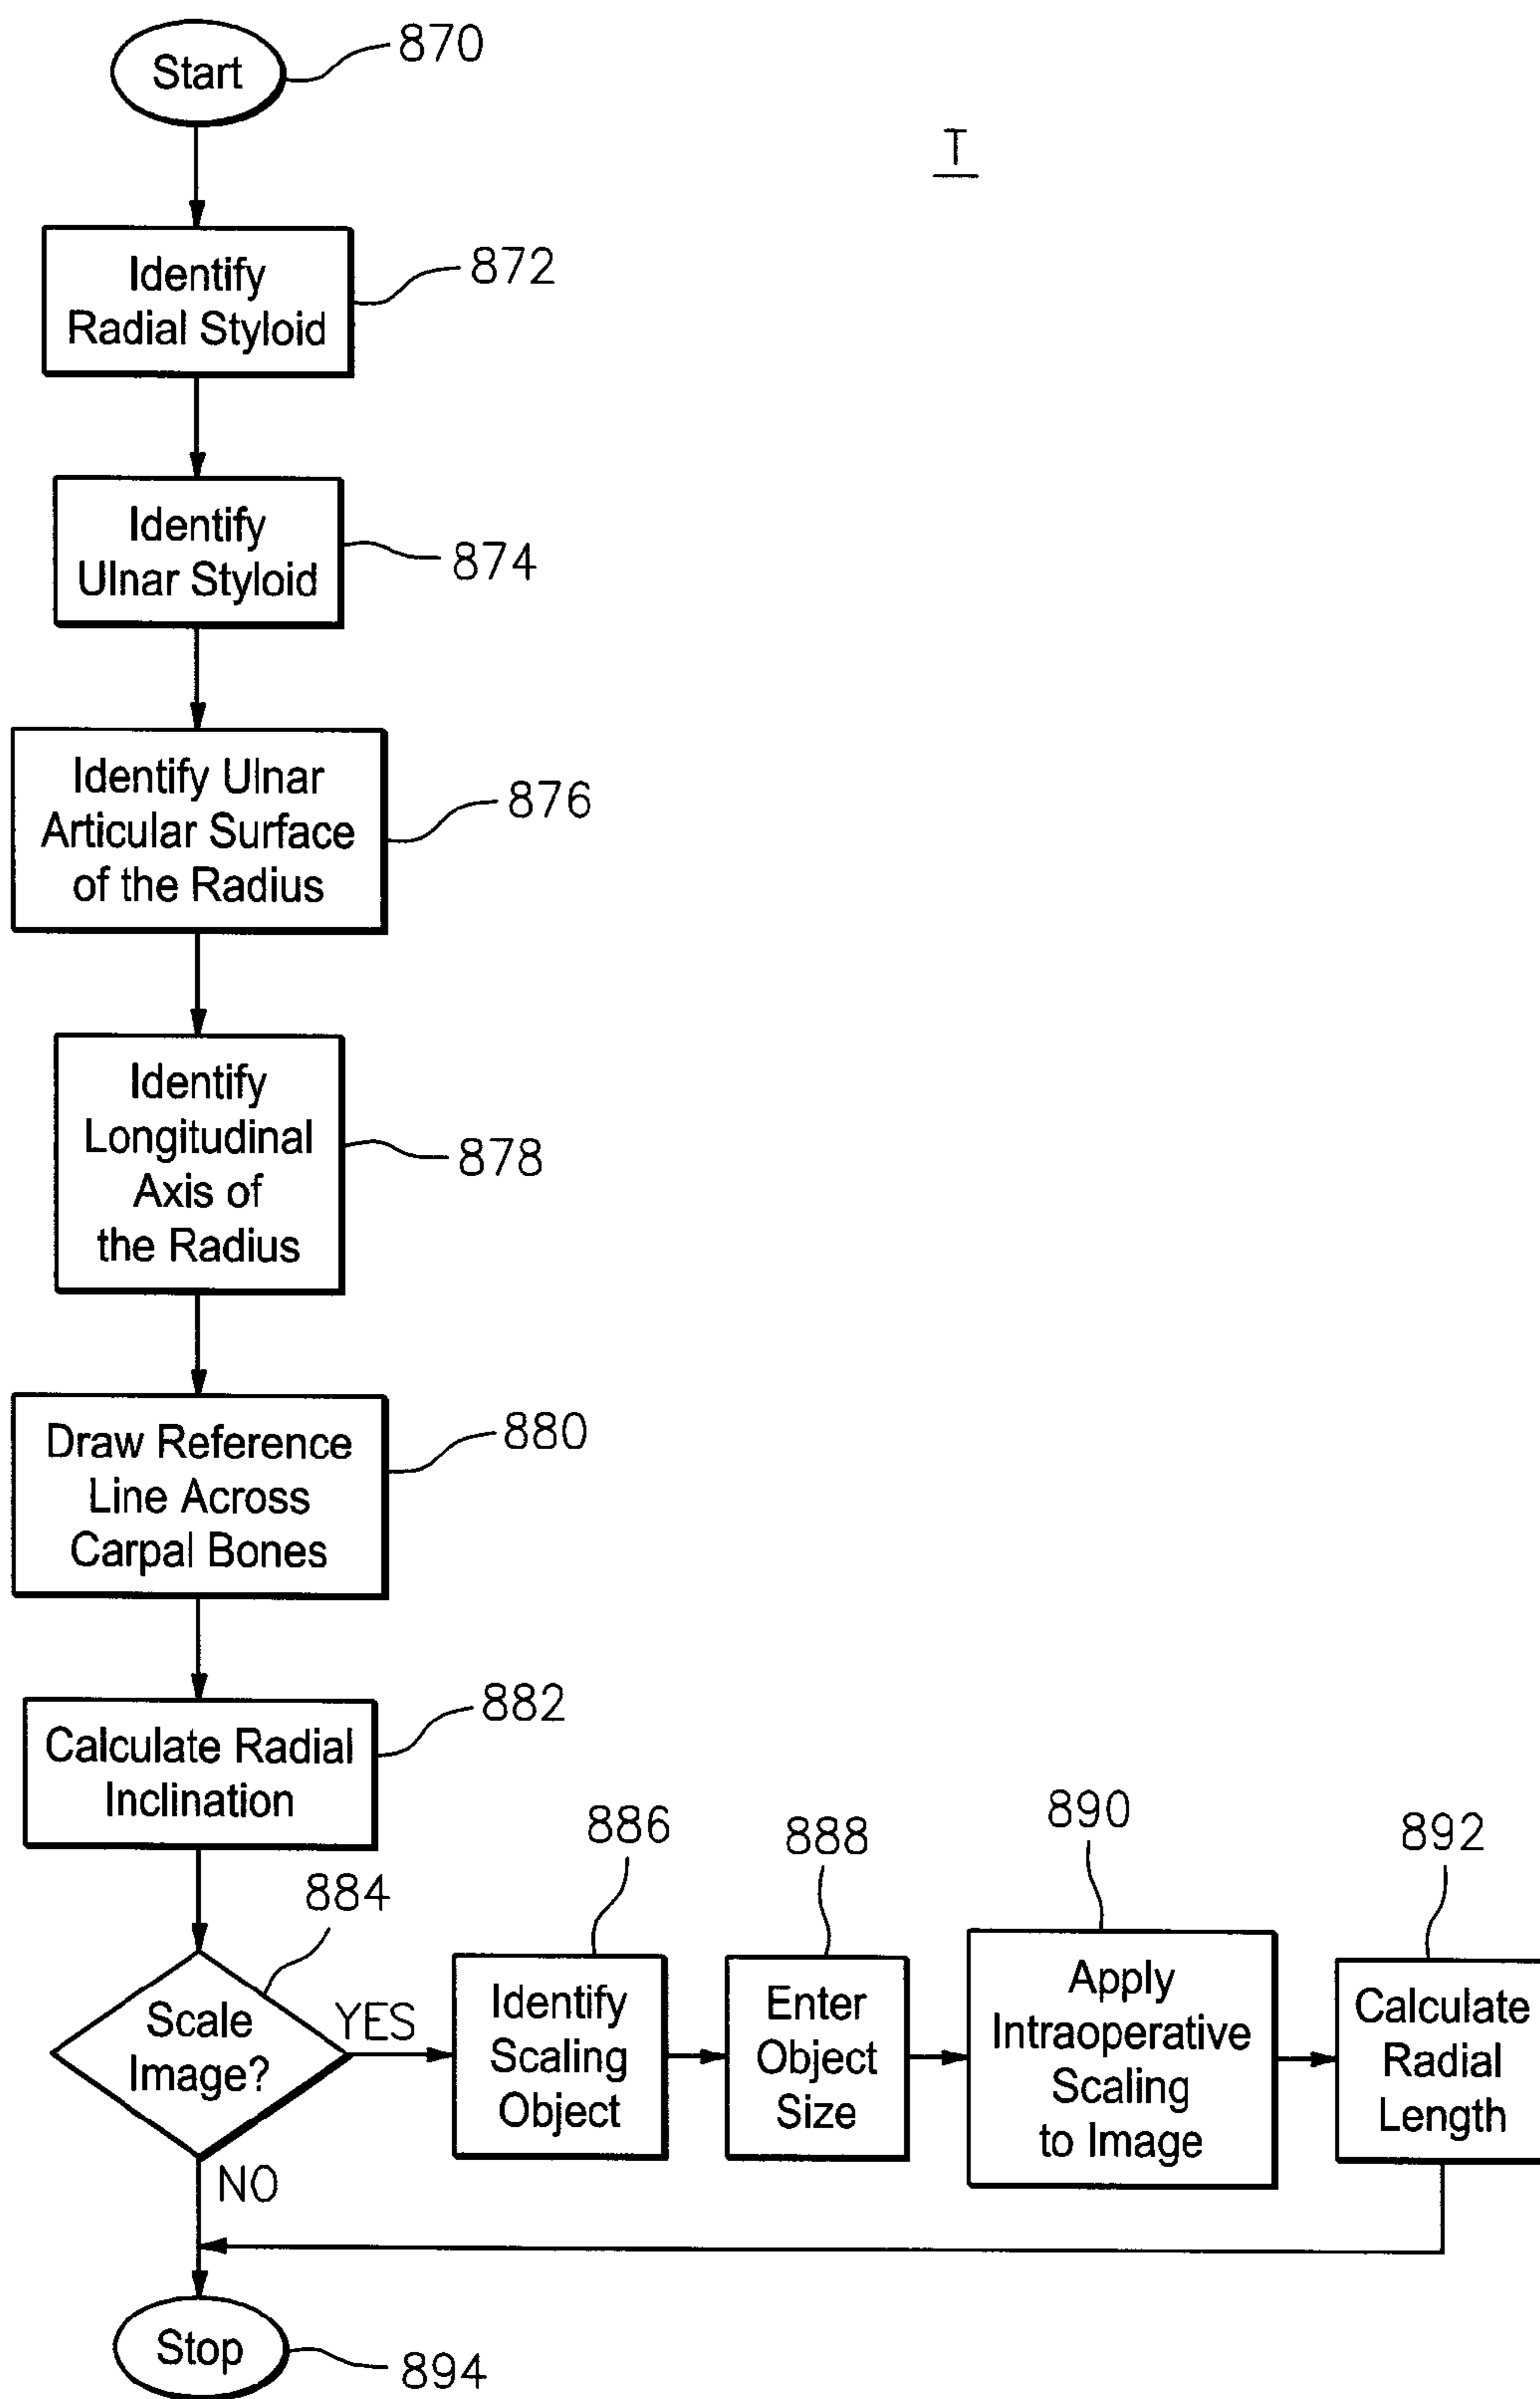 Start
870
T
Identify
Radial Styloid
872
Identify
Ulnar Styloid
874
Identify Ulnar
Articular Surface
of the Radius
876
Identify
Longitudinal
Axis of
the Radius
878
Draw Reference
Line Across
Carpal Bones
880
Calculate Radial
Inclination
882
884
Scale
Image?
YES
NO
886
Identify
Scaling
Object
888
Enter
Object
Size
890
Apply
Intraoperative
Scaling
to Image
892
Calculate
Radial
Length
Stop
894